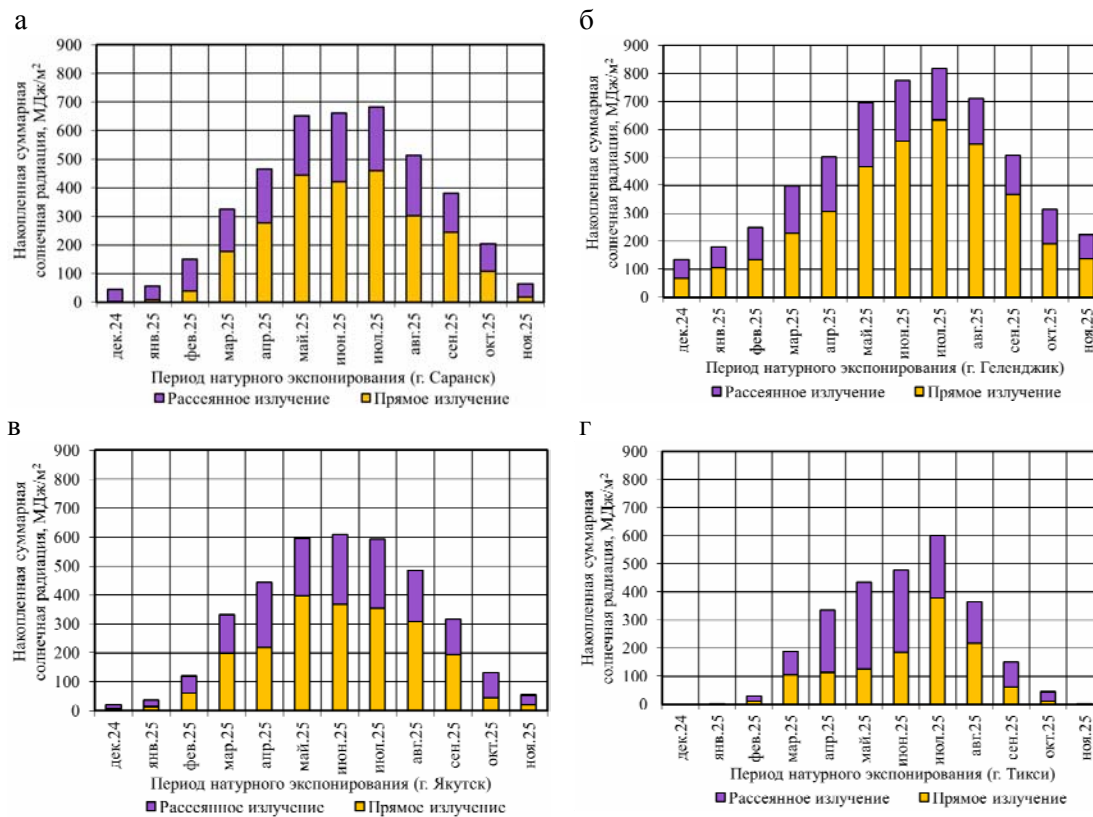 а
Накопленная суммарная
солнечная радиация, МДж/м²
900
800
700
600
500
400
300
200
100
0
дек.24
янв.25
фев.25
мар.25
апр.25
май.25
июн.25
июл.25
авг.25
сен.25
окт.25
ноя.25
Период натурного экспонирования (г. Саранск)
Рассеянное излучение Прямое излучение
б
Накопленная суммарная
солнечная радиация, МДж/м²
900
800
700
600
500
400
300
200
100
0
дек.24
янв.25
фев.25
мар.25
апр.25
май.25
июн.25
июл.25
авг.25
сен.25
окт.25
ноя.25
Период натурного экспонирования (г. Геленджик)
Рассеянное излучение Прямое излучение
в
Накопленная суммарная
солнечная радиация, МДж/м²
900
800
700
600
500
400
300
200
100
0
дек.24
янв.25
фев.25
мар.25
апр.25
май.25
июн.25
июл.25
авг.25
сен.25
окт.25
ноя.25
Период натурного экспонирования (г. Якутск)
Рассеянное излучение Прямое излучение
г
Накопленная суммарная
солнечная радиация, МДж/м²
900
800
700
600
500
400
300
200
100
0
дек.24
янв.25
фев.25
мар.25
апр.25
май.25
июн.25
июл.25
авг.25
сен.25
окт.25
ноя.25
Период натурного экспонирования (г. Тикси)
Рассеянное излучение Прямое излучение